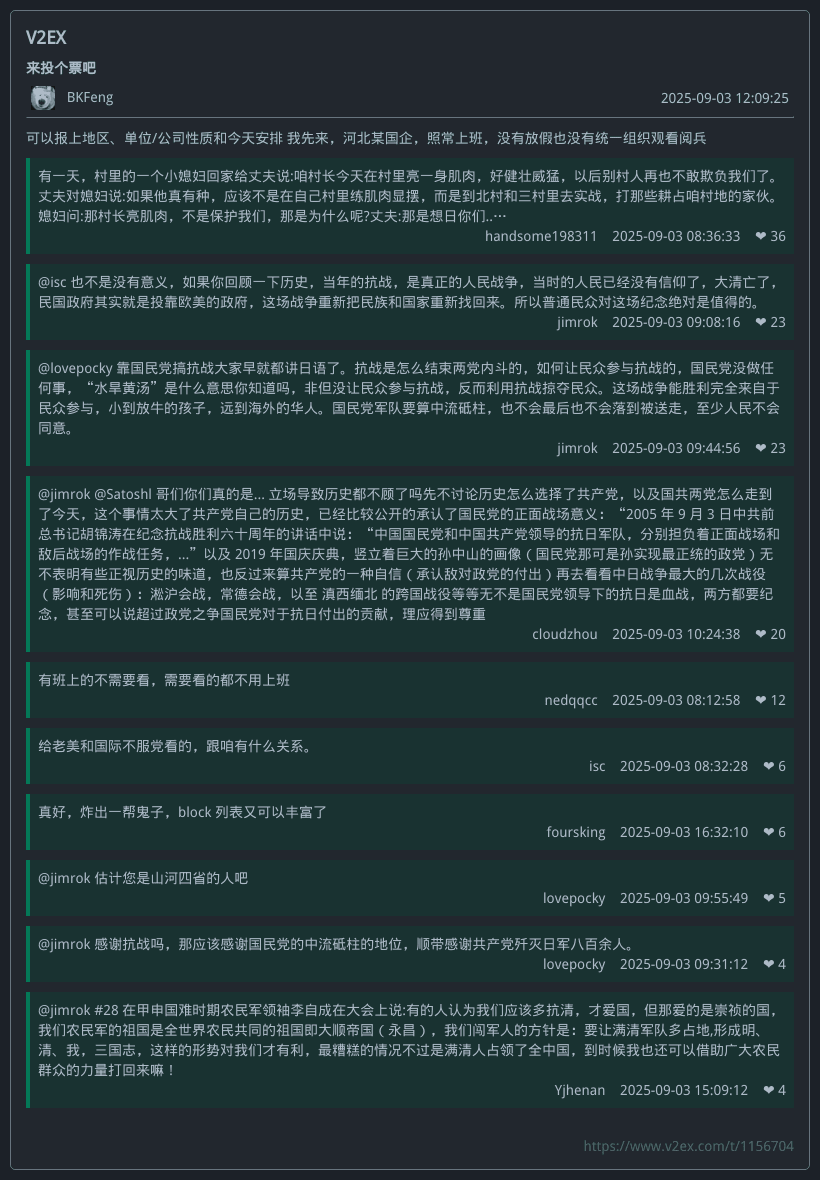 V2EX
来投个票吧
BKFeng 2025-09-03 12:09:25
可以报上地区、单位/公司性质和今天安排 我先来，河北某国企，照常上班，没有放假也没有统一组织观看阅兵
有一天，村里的一个小媳妇回家给丈夫说:咱村长今天在村里亮一身肌肉，好健壮威猛，以后别村人再也不敢欺负我们了。
丈夫对媳妇说:如果他真有种，应该不是在自己村里练肌肉显摆，而是到北村和三村里去实战，打那些耕占咱村地的家伙。
媳妇问:那村长亮肌肉，不是保护我们，那是为什么呢?丈夫:那是想日你们..…
handsome198311 2025-09-03 08:36:33 ❤ 36
@isc 也不是没有意义，如果你回顾一下历史，当年的抗战，是真正的人民战争，当时的人民已经没有信仰了，大清亡了，
民国政府其实就是投靠欧美的政府，这场战争重新把民族和国家重新找回来。所以普通民众对这场纪念绝对是值得的。
jimrok 2025-09-03 09:08:16 ❤ 23
@lovepocky 靠国民党搞抗战大家早就都讲日语了。抗战是怎么结束两党内斗的，如何让民众参与抗战的，国民党没做任
何事，“水旱黄汤”是什么意思你知道吗，非但没让民众参与抗战，反而利用抗战掠夺民众。这场战争能胜利完全来自于
民众参与，小到放牛的孩子，远到海外的华人。国民党军队要算中流砥柱，也不会最后也不会落到被送走，至少人民不会
同意。
jimrok 2025-09-03 09:44:56 ❤ 23
@jimrok @Satoshl 哥们你们真的是... 立场导致历史都不顾了吗先不讨论历史怎么选择了共产党，以及国共两党怎么走到
了今天，这个事情太大了共产党自己的历史，已经比较公开的承认了国民党的正面战场意义：“2005 年 9 月 3 日中共前
总书记胡锦涛在纪念抗战胜利六十周年的讲话中说：“中国国民党和中国共产党领导的抗日军队，分别担负着正面战场和
敌后战场的作战任务，...”以及 2019 年国庆庆典，竖立着巨大的孙中山的画像（国民党那可是孙实现最正统的政党）无
不表明有些正视历史的味道，也反过来算共产党的一种自信（承认敌对政党的付出）再去看看中日战争最大的几次战役
（影响和死伤）：淞沪会战，常德会战，以至 滇西缅北 的跨国战役等等无不是国民党领导下的抗日是血战，两方都要纪
念，甚至可以说超过政党之争国民党对于抗日付出的贡献，理应得到尊重
cloudzhou 2025-09-03 10:24:38 ❤ 20
有班上的不需要看，需要看的都不用上班
nedqqcc 2025-09-03 08:12:58 ❤ 12
给老美和国际不服党看的，跟咱有什么关系。
isc 2025-09-03 08:32:28 ❤ 6
真好，炸出一帮鬼子，block 列表又可以丰富了
foursking 2025-09-03 16:32:10 ❤ 6
@jimrok 估计您是山河四省的人吧
lovepocky 2025-09-03 09:55:49 ❤ 5
@jimrok 感谢抗战吗，那应该感谢国民党的中流砥柱的地位，顺带感谢共产党歼灭日军八百余人。
lovepocky 2025-09-03 09:31:12 ❤ 4
@jimrok #28 在甲申国难时期农民军领袖李自成在大会上说:有的人认为我们应该多抗清，才爱国，但那爱的是崇祯的国，
我们农民军的祖国是全世界农民共同的祖国即大顺帝国（永昌），我们闯军人的方针是：要让满清军队多占地,形成明、
清、我，三国志，这样的形势对我们才有利，最糟糕的情况不过是满清人占领了全中国，到时候我也还可以借助广大农民
群众的力量打回来嘛！
Yjhenan 2025-09-03 15:09:12 ❤ 4
https://www.v2ex.com/t/1156704